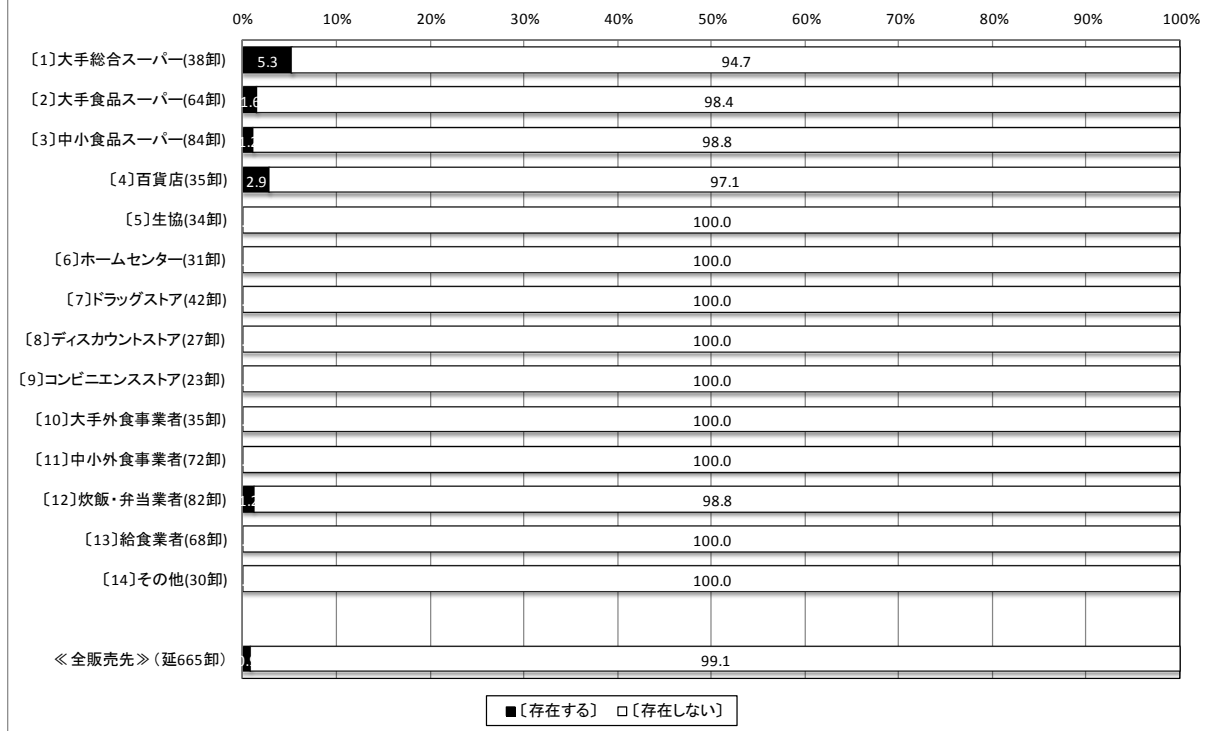 0% 10% 20% 30% 40% 50% 60% 70% 80% 90% 100%
〔1〕大手総合スーパー(38卸) 5.3 94.7
〔2〕大手食品スーパー(64卸) 1.6 98.4
〔3〕中小食品スーパー(84卸) 1.2 98.8
〔4〕百貨店(35卸) 2.9 97.1
〔5〕生協(34卸) 100.0
〔6〕ホームセンター(31卸) 100.0
〔7〕ドラッグストア(42卸) 100.0
〔8〕ディスカウントストア(27卸) 100.0
〔9〕コンビニエンスストア(23卸) 100.0
〔10〕大手外食事業者(35卸) 100.0
〔11〕中小外食事業者(72卸) 100.0
〔12〕炊飯・弁当業者(82卸) 1.2 98.8
〔13〕給食業者(68卸) 100.0
〔14〕その他(30卸) 100.0
≪全販売先≫（延665卸） 0.9 99.1
■〔存在する〕 □〔存在しない〕